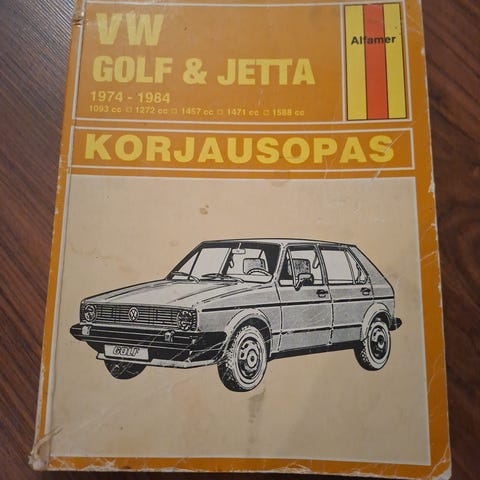 VW
GOLF & JETTA
Alfamer
1974 - 1984
1093 cc □ 1272 cc □ 1457 cc □ 1471 cc □ 1588 cc
KORJAUSOPAS
GOLF